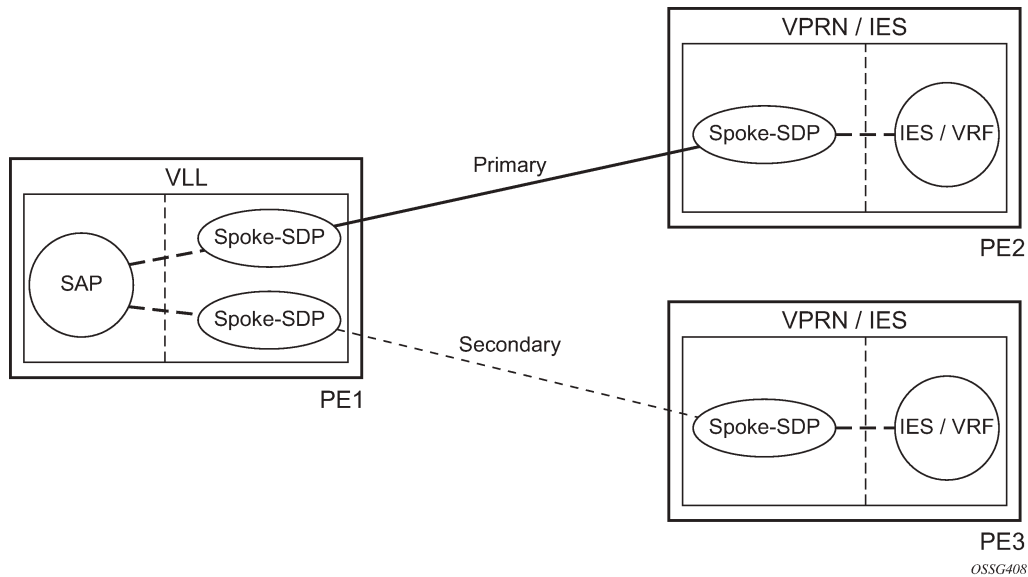 VPRN / IES
Spoke-SDP
IES / VRF
PE2
Primary
VLL
SAP
Spoke-SDP
Spoke-SDP
PE1
Secondary
VPRN / IES
Spoke-SDP
IES / VRF
PE3
OSSG408